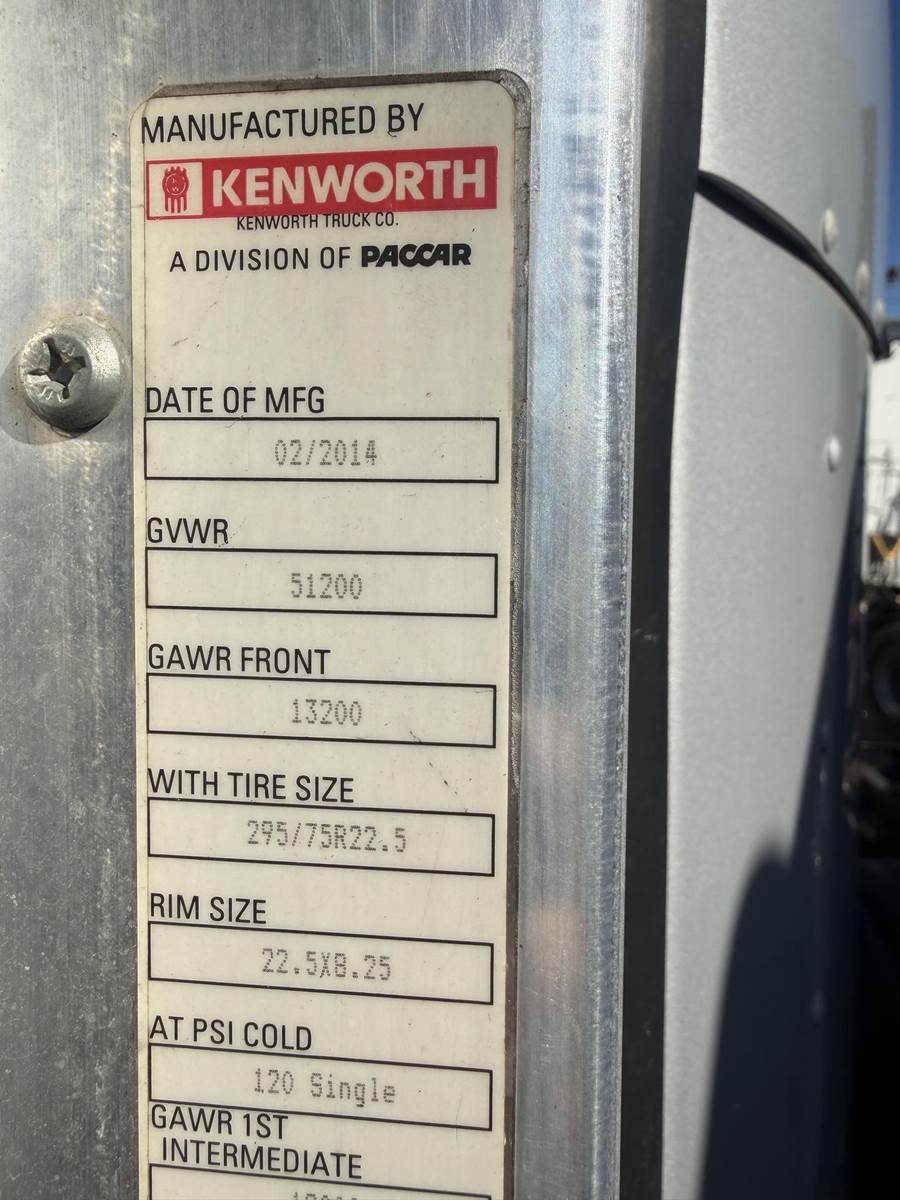 MANUFACTURED BY
KENWORTH
KENWORTH TRUCK CO.
A DIVISION OF PACCAR
DATE OF MFG
02/2014
GVWR
51200
GAWR FRONT
13200
WITH TIRE SIZE
295/75R22.5
RIM SIZE
22.5X8.25
AT PSI COLD
120 Single
GAWR 1ST
INTERMEDIATE